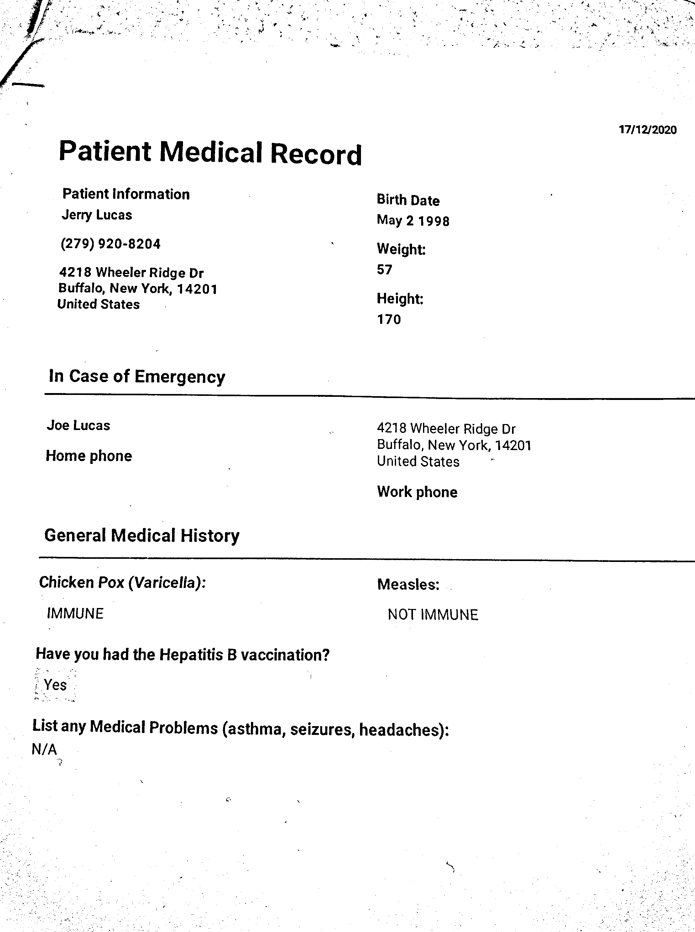 17/12/2020
Patient Medical Record
Patient Information
Jerry Lucas
(279) 920-8204
4218 Wheeler Ridge Dr
Buffalo, New York, 14201
United States
Birth Date
May 2 1998
Weight:
57
Height:
170
In Case of Emergency
Joe Lucas
Home phone
4218 Wheeler Ridge Dr
Buffalo, New York, 14201
United States
Work phone
General Medical History
Chicken Pox (Varicella):
IMMUNE
Measles:
NOT IMMUNE
Have you had the Hepatitis B vaccination?
Yes
List any Medical Problems (asthma, seizures, headaches):
N/A